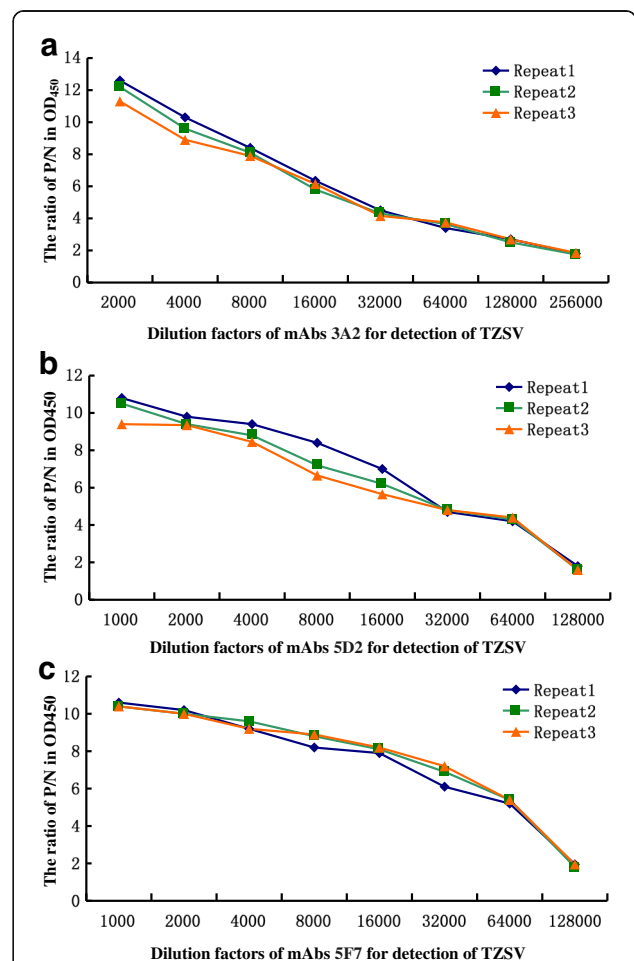 a
The ratio of P/N in OD450
14
12
10
8
6
4
2
0
Repeat1
Repeat2
Repeat3
2000 4000 8000 16000 32000 64000 128000 256000
Dilution factors of mAbs 3A2 for detection of TZSV
b
The ratio of P/N in OD450
12
10
8
6
4
2
0
Repeat1
Repeat2
Repeat3
1000 2000 4000 8000 16000 32000 64000 128000
Dilution factors of mAbs 5D2 for detection of TZSV
c
The ratio of P/N in OD450
12
10
8
6
4
2
0
Repeat1
Repeat2
Repeat3
1000 2000 4000 8000 16000 32000 64000 128000
Dilution factors of mAbs 5F7 for detection of TZSV